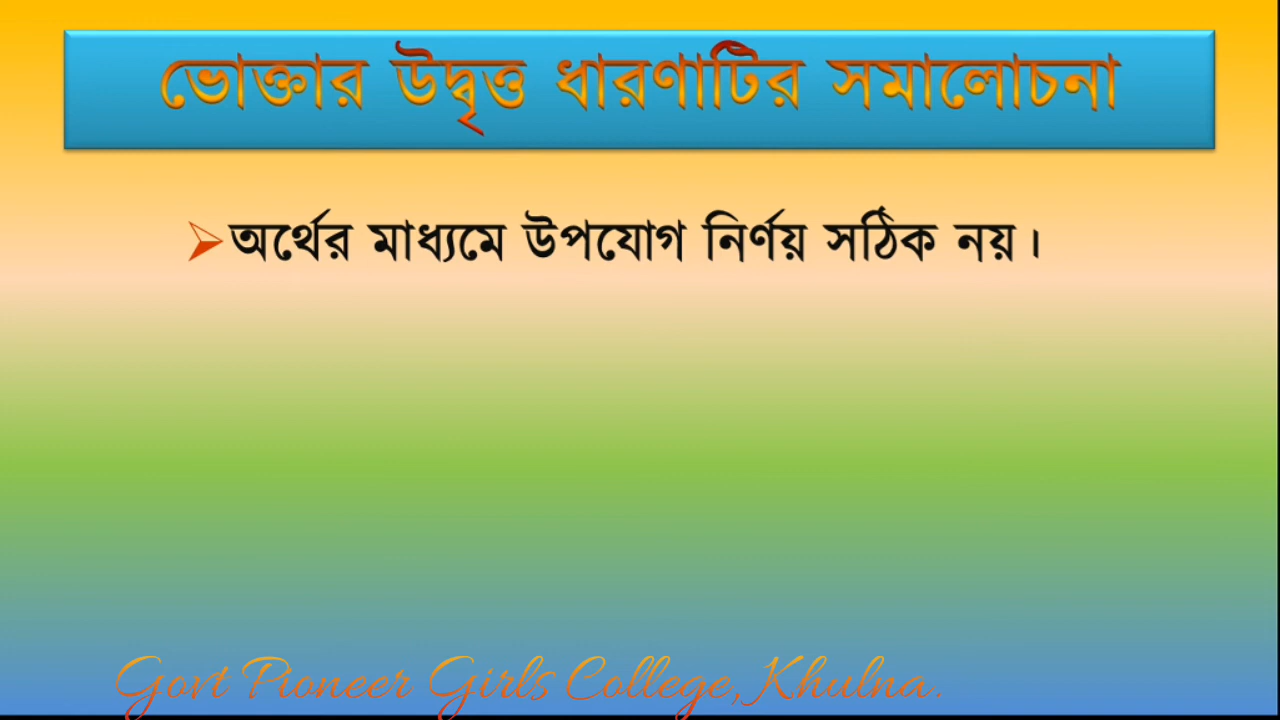 ভোক্তার উদ্বৃত্ত ধারণাটির সমালোচনা
অর্থের মাধ্যমে উপযোগ নির্ণয় সঠিক নয়।
Govt Pioneer Girls College, Khulna.